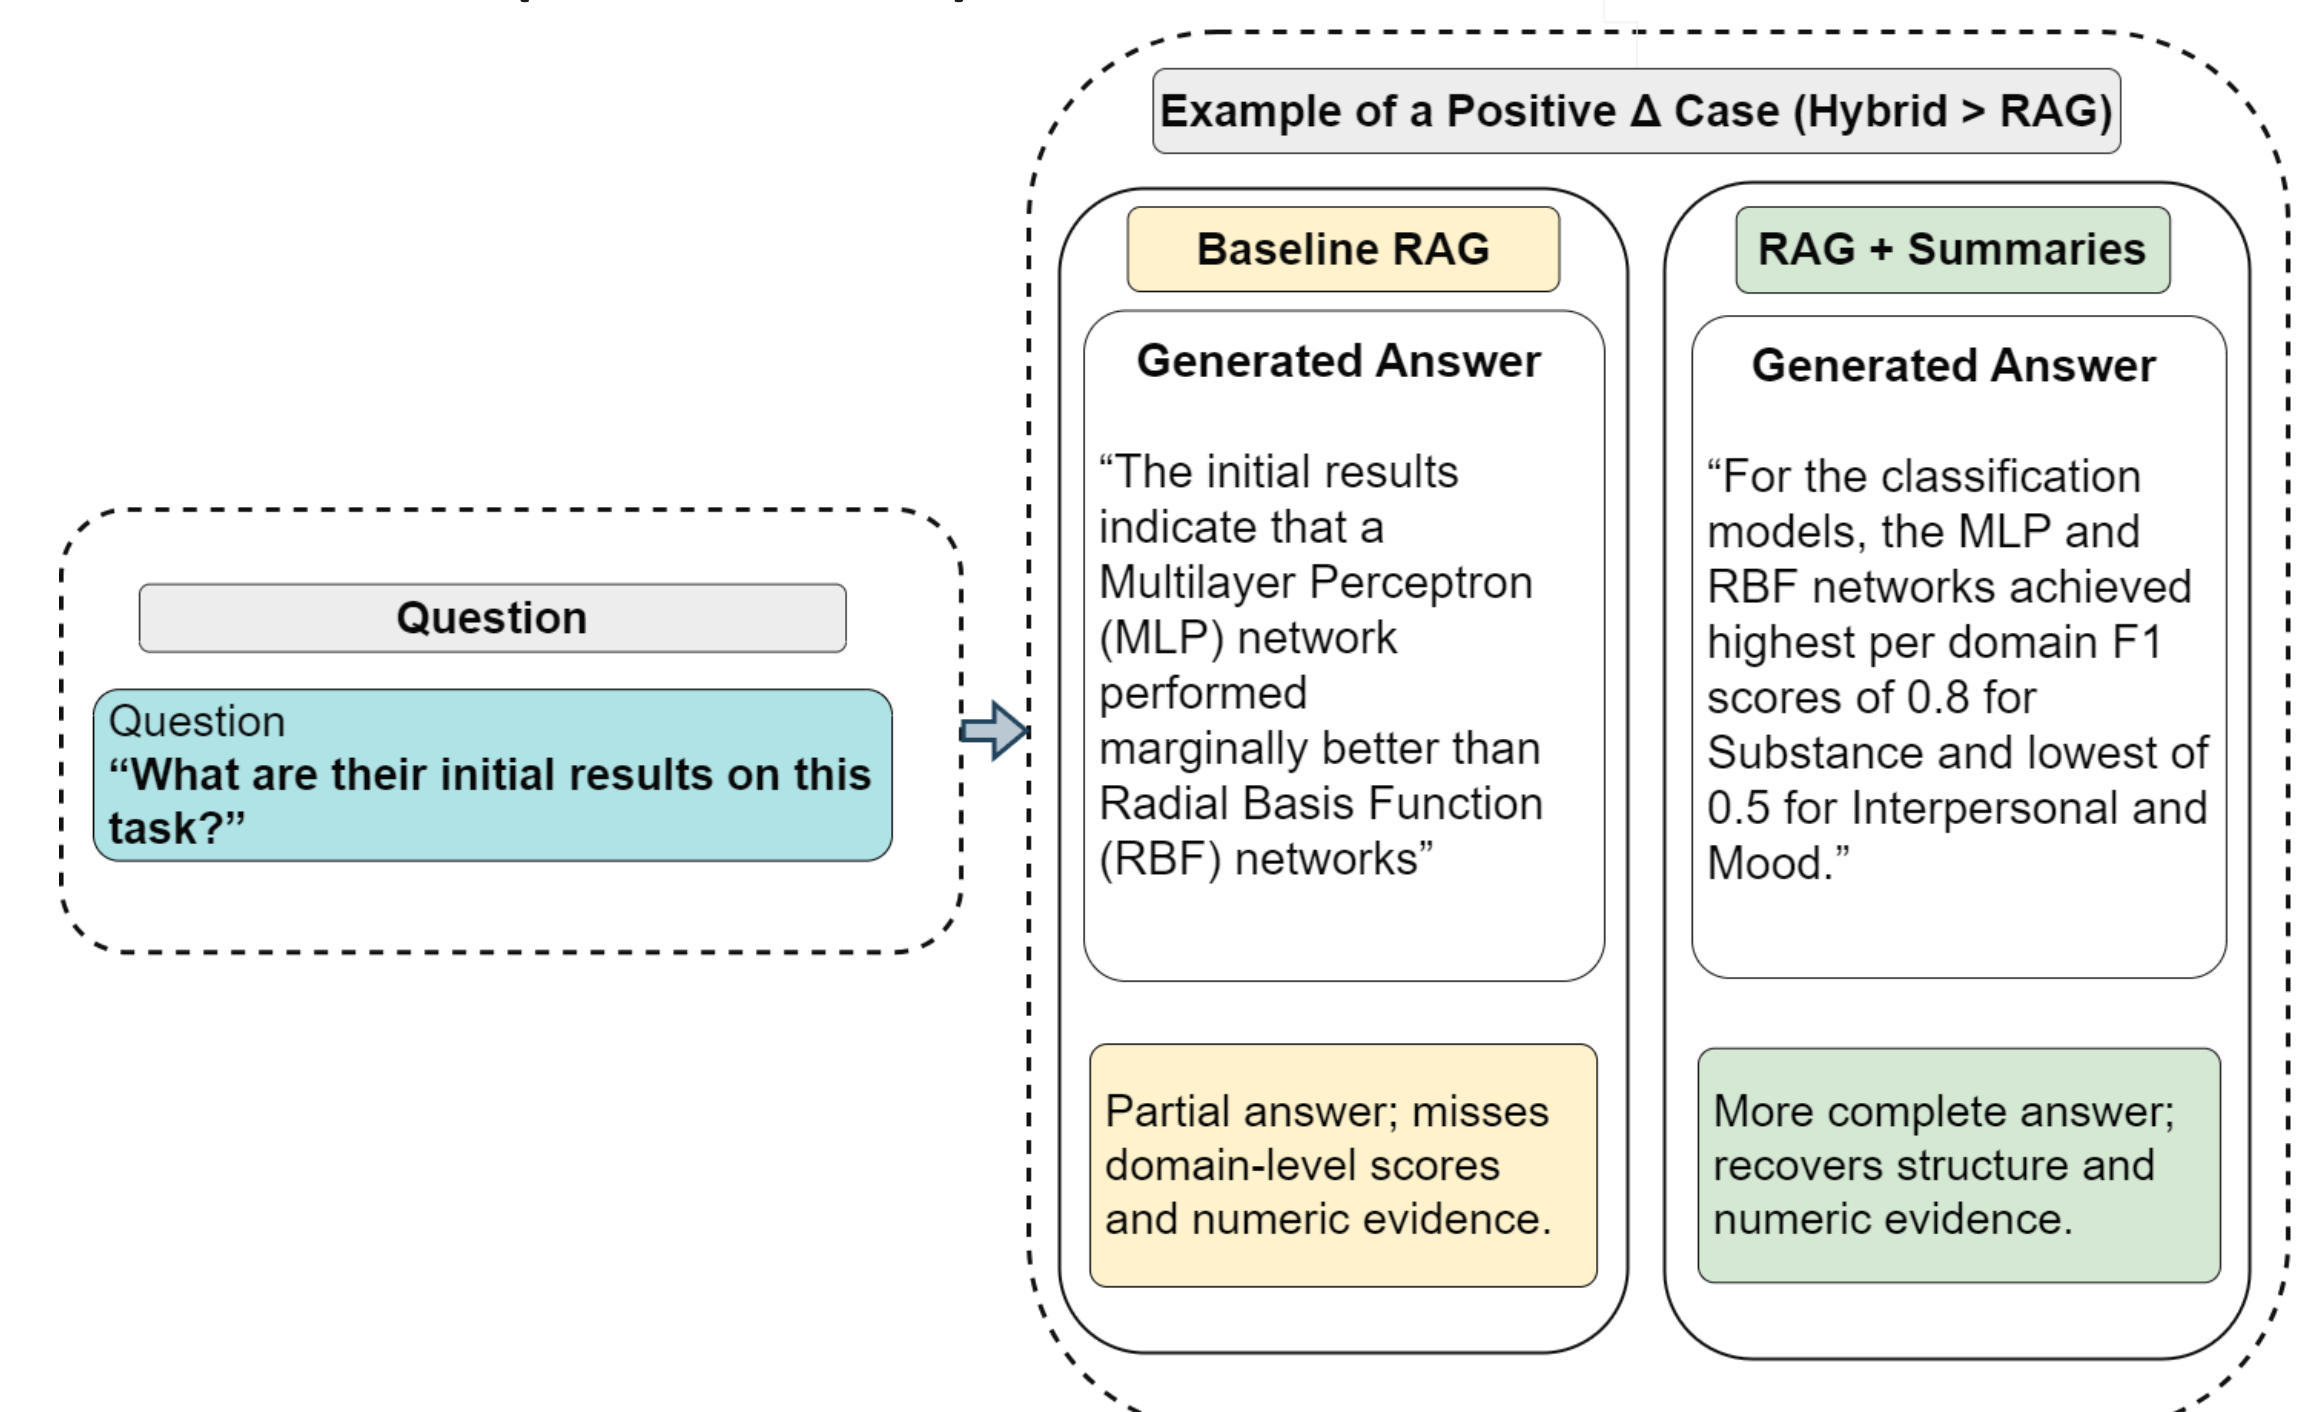 Question
Question
“What are their initial results on this
task?”
Example of a Positive Δ Case (Hybrid > RAG)
Baseline RAG
Generated Answer
“The initial results
indicate that a
Multilayer Perceptron
(MLP) network
performed
marginally better than
Radial Basis Function
(RBF) networks”
Partial answer; misses
domain-level scores
and numeric evidence.
RAG + Summaries
Generated Answer
“For the classification
models, the MLP and
RBF networks achieved
highest per domain F1
scores of 0.8 for
Substance and lowest of
0.5 for Interpersonal and
Mood.”
More complete answer;
recovers structure and
numeric evidence.